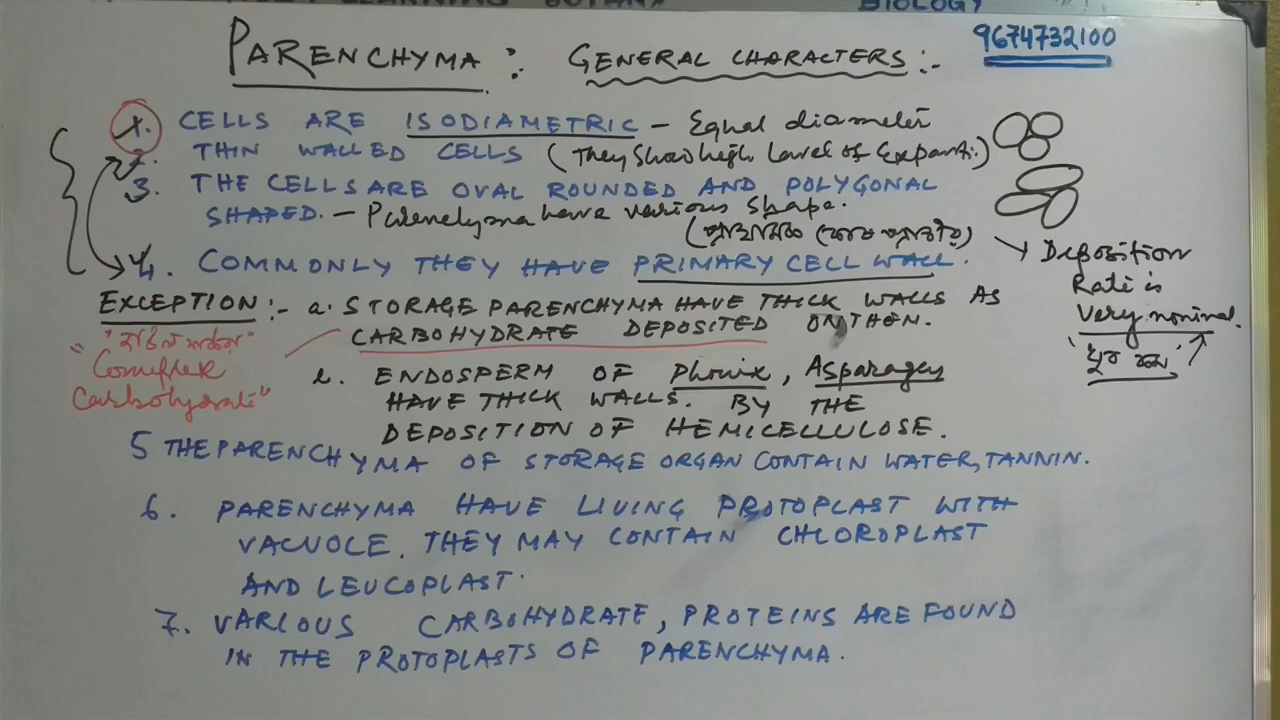 BIOLOGY
PARENCHYMA : GENERAL CHARACTERS :-
9674732100
1. CELLS ARE ISODIAMETRIC - Equal diameter
2. THIN WALLED CELLS (They Show high Level of Expanti.)
3. THE CELLS ARE OVAL ROUNDED AND POLYGONAL
SHAPED. - Parenchyma have various shape.
4. COMMONLY THEY HAVE PRIMARY CELL WALL.
Deposition
Rate is
very nominal.
EXCEPTION :- a. STORAGE PARENCHYMA HAVE THICK WALLS AS
CARBOHYDRATE DEPOSITED ON THEM.
Complex
Carbohydrate"
b. ENDOSPERM OF Phonix, Asparages
HAVE THICK WALLS. BY THE
DEPOSITION OF HEMICELLULOSE.
5 THE PARENCHYMA OF STORAGE ORGAN CONTAIN WATER, TANNIN.
6. PARENCHYMA HAVE LIVING PROTOPLAST WITH
VACUOLE. THEY MAY CONTAIN CHLOROPLAST
AND LEUCOPLAST.
7. VARIOUS CARBOHYDRATE, PROTEINS ARE FOUND
IN THE PROTOPLASTS OF PARENCHYMA.